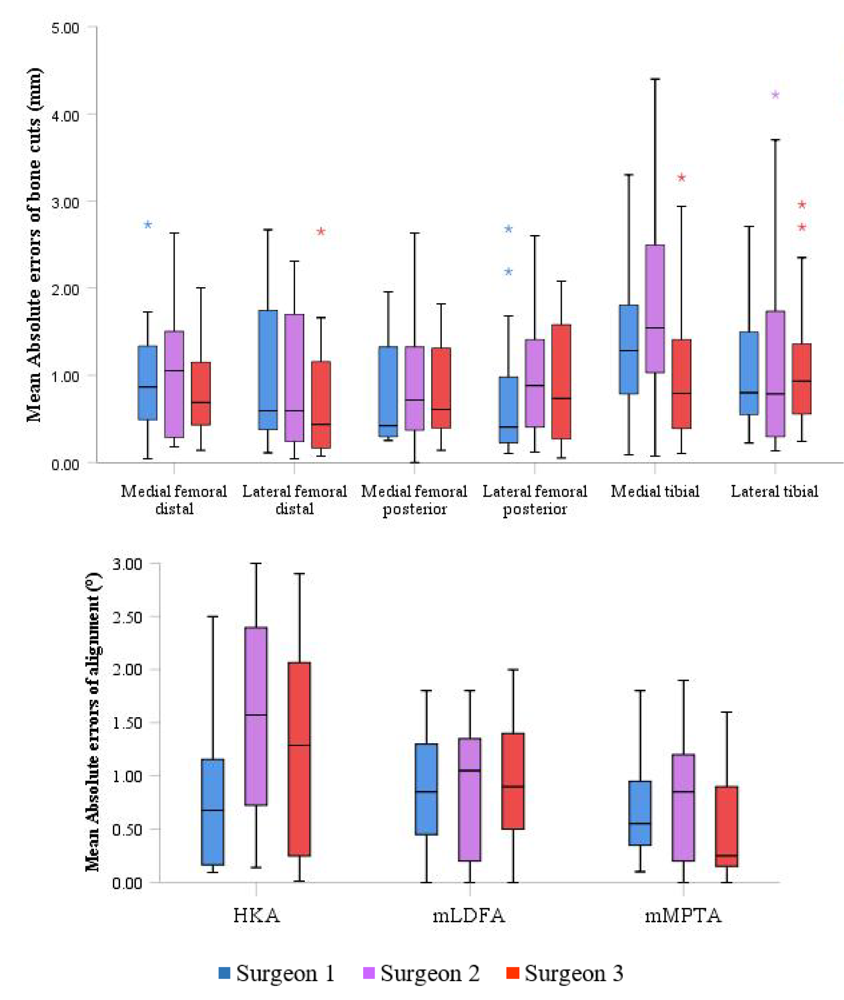 Mean Absolute errors of bone cuts (mm)
5.00
4.00
3.00
2.00
1.00
0.00
Medial femoral distal
Lateral femoral distal
Medial femoral posterior
Lateral femoral posterior
Medial tibial
Lateral tibial
Mean Absolute errors of alignment (°)
3.00
2.50
2.00
1.50
1.00
0.50
0.00
HKA
mLDFA
mMPTA
Surgeon 1
Surgeon 2
Surgeon 3